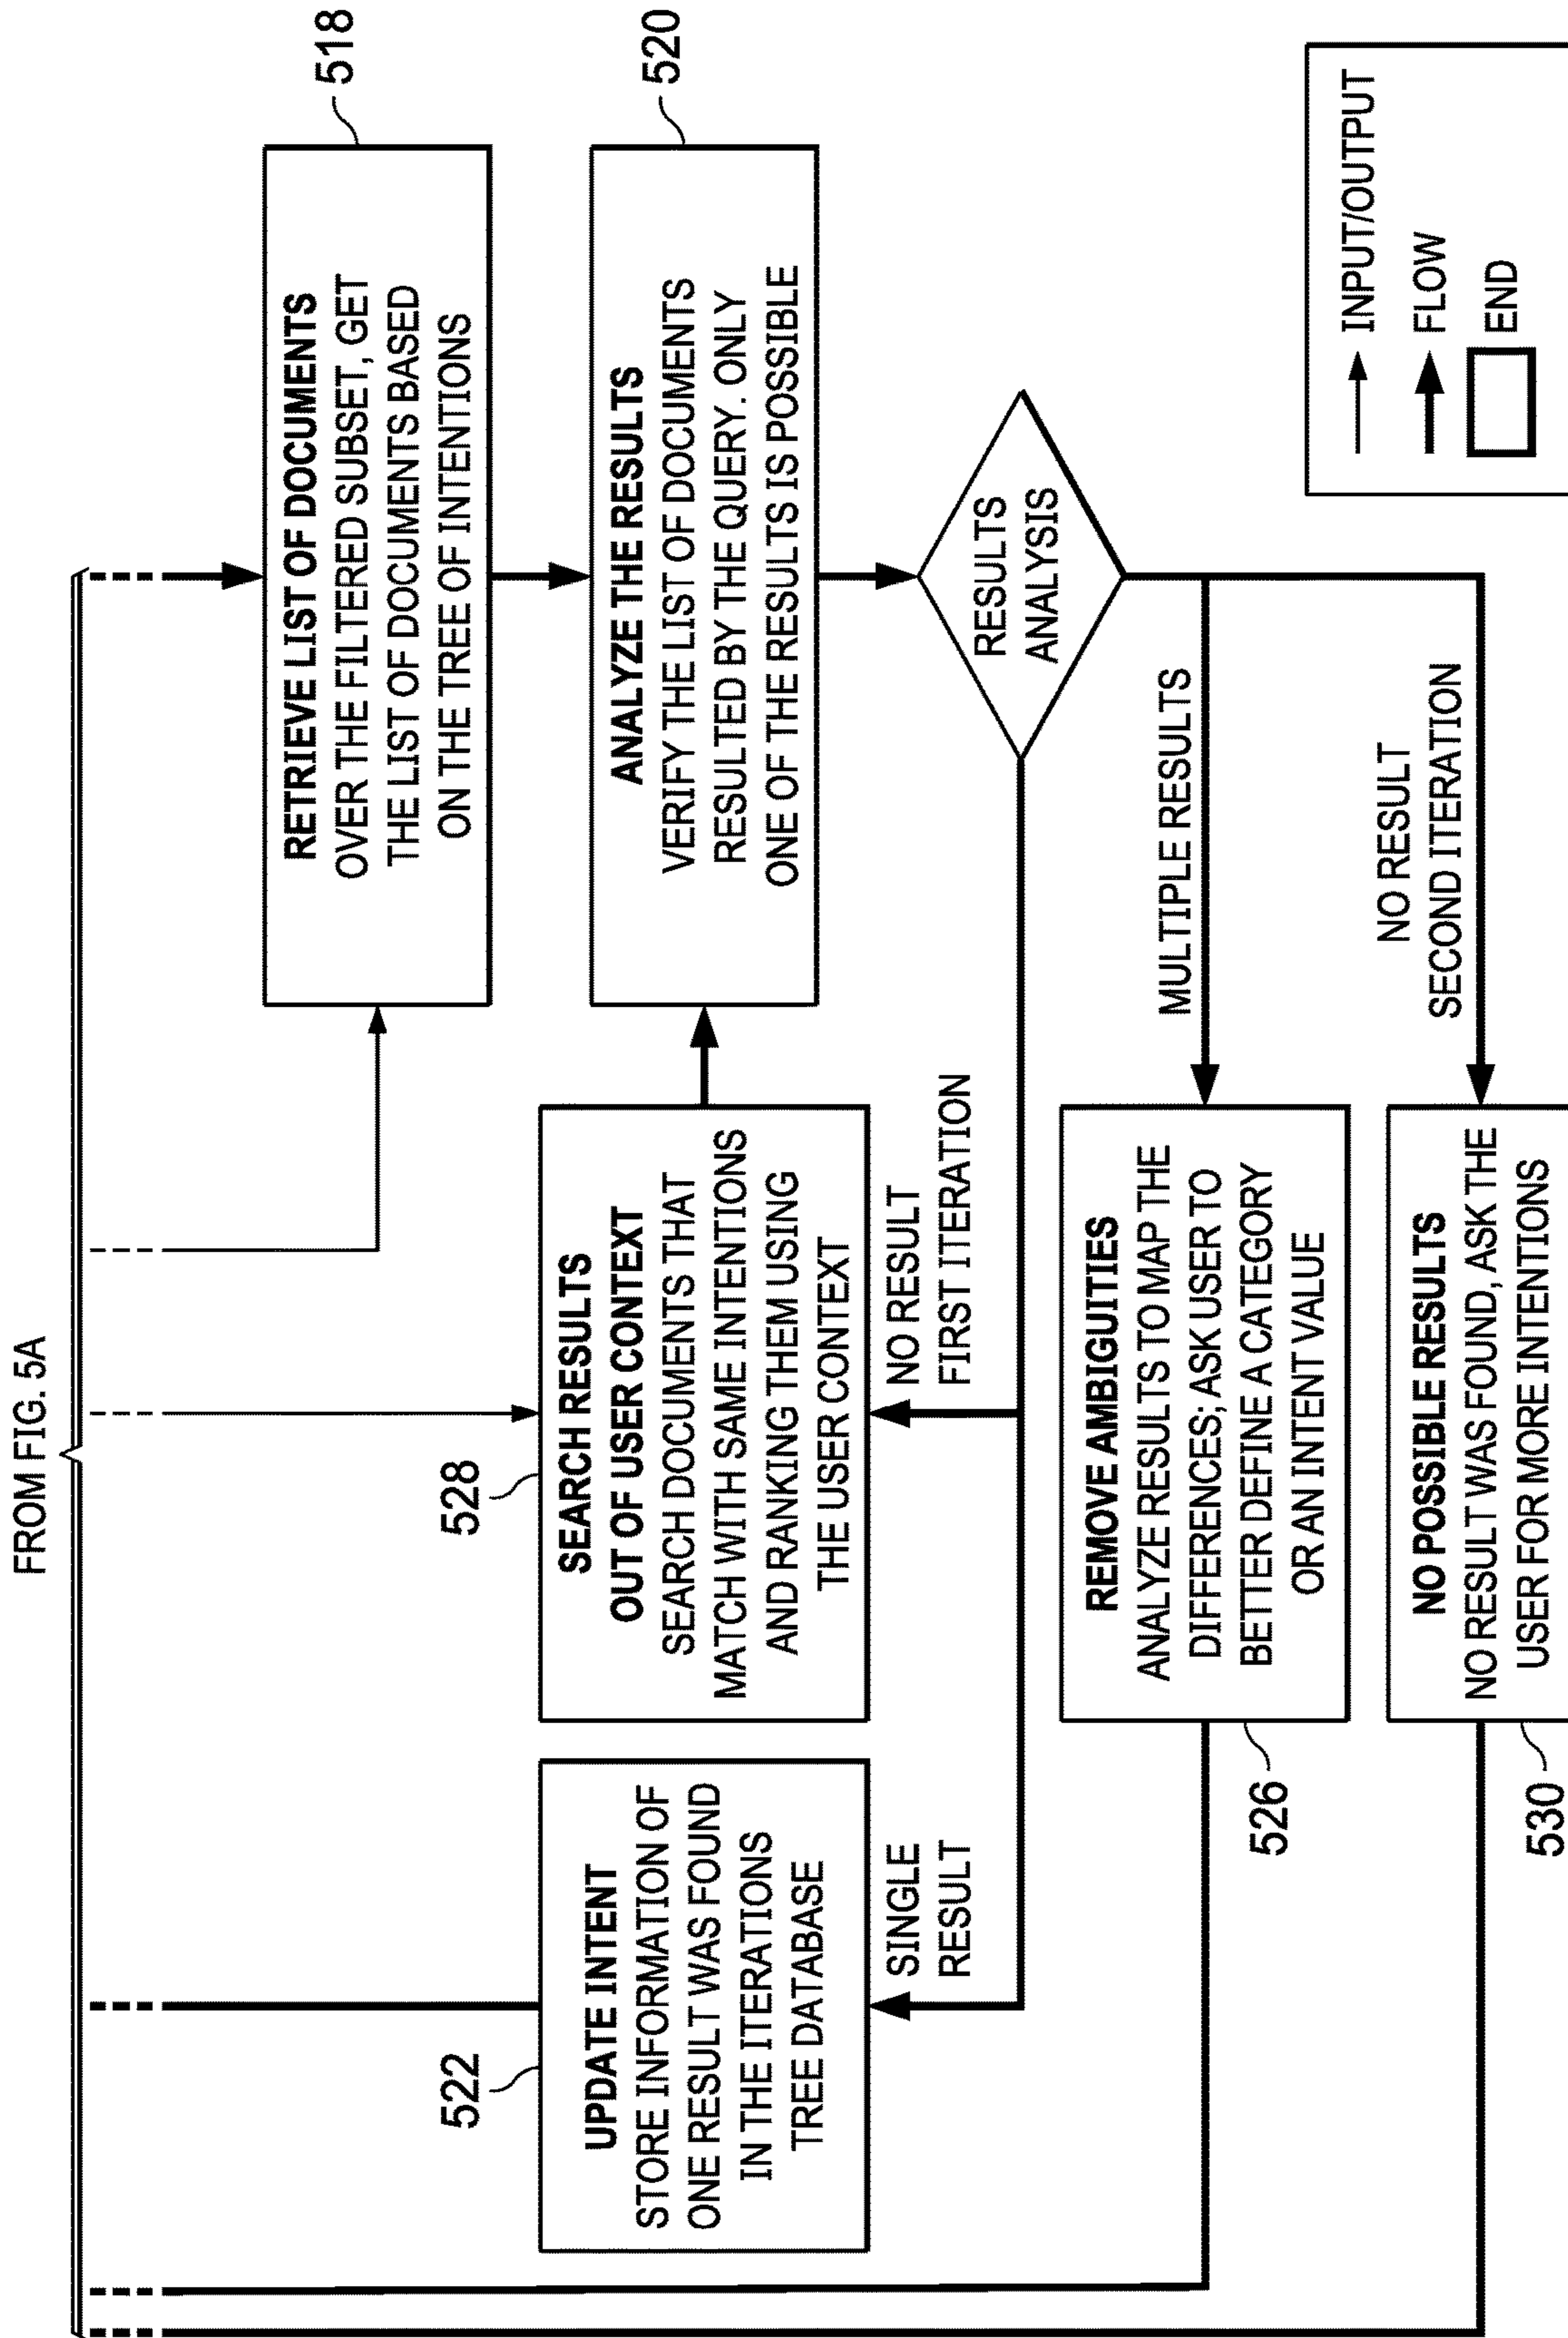 FROM FIG. 5A
518
RETRIEVE LIST OF DOCUMENTS
OVER THE FILTERED SUBSET, GET
THE LIST OF DOCUMENTS BASED
ON THE TREE OF INTENTIONS
520
ANALYZE THE RESULTS
VERIFY THE LIST OF DOCUMENTS
RESULTED BY THE QUERY. ONLY
ONE OF THE RESULTS IS POSSIBLE
528
SEARCH RESULTS
OUT OF USER CONTEXT
SEARCH DOCUMENTS THAT
MATCH WITH SAME INTENTIONS
AND RANKING THEM USING
THE USER CONTEXT
522
UPDATE INTENT
STORE INFORMATION OF
ONE RESULT WAS FOUND
IN THE ITERATIONS
TREE DATABASE
SINGLE
RESULT
NO RESULT
FIRST ITERATION
RESULTS
ANALYSIS
MULTIPLE RESULTS
REMOVE AMBIGUITIES
ANALYZE RESULTS TO MAP THE
DIFFERENCES; ASK USER TO
BETTER DEFINE A CATEGORY
OR AN INTENT VALUE
526
NO RESULT
SECOND ITERATION
NO POSSIBLE RESULTS
NO RESULT WAS FOUND, ASK THE
USER FOR MORE INTENTIONS
530
INPUT/OUTPUT
FLOW
END